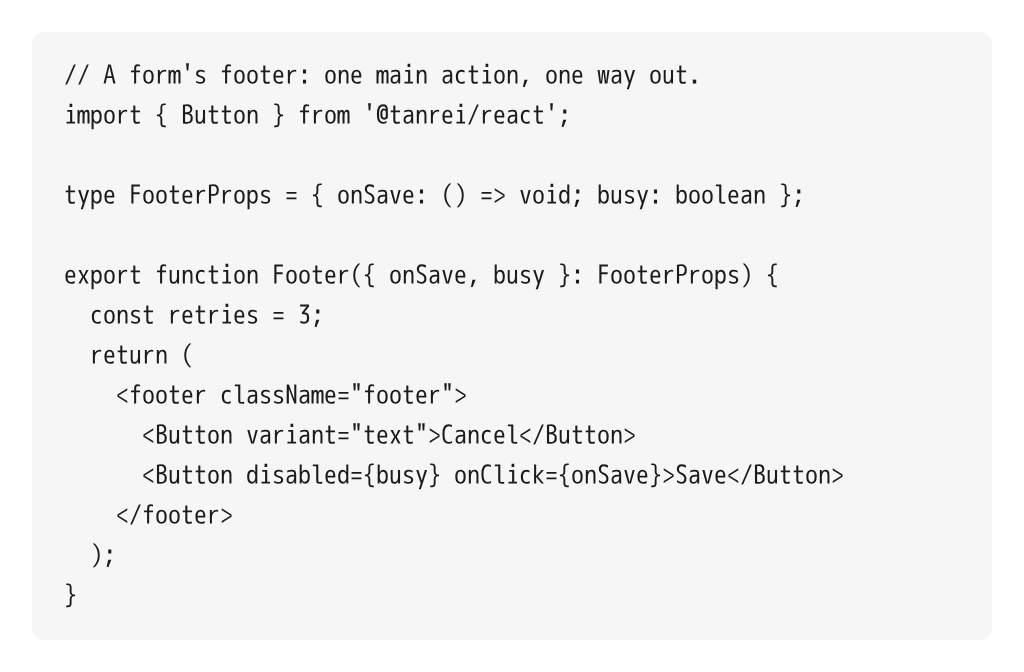 // A form's footer: one main action, one way out.
import { Button } from '@tanrei/react';

type FooterProps = { onSave: () => void; busy: boolean };

export function Footer({ onSave, busy }: FooterProps) {
  const retries = 3;
  return (
    <footer className="footer">
      <Button variant="text">Cancel</Button>
      <Button disabled={busy} onClick={onSave}>Save</Button>
    </footer>
  );
}